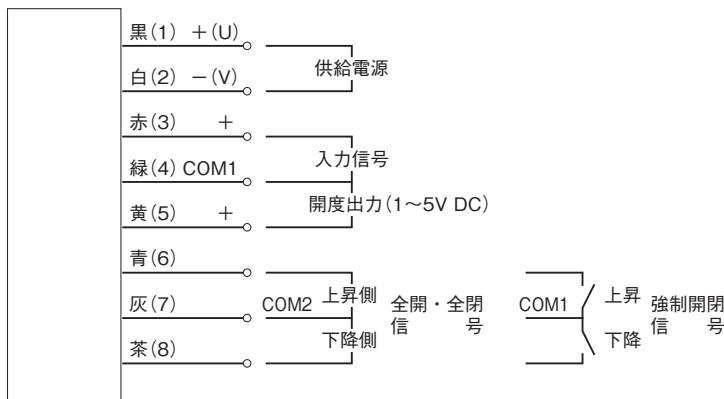 黒(1) +(U)
白(2) −(V)
供給電源
赤(3) +
緑(4) COM1
入力信号
黄(5) +
開度出力(1〜5V DC)
青(6)
灰(7)
茶(8)
COM2
上昇側
下降側
全開・全閉
信 号
COM1
上昇
下降
強制開閉
信 号